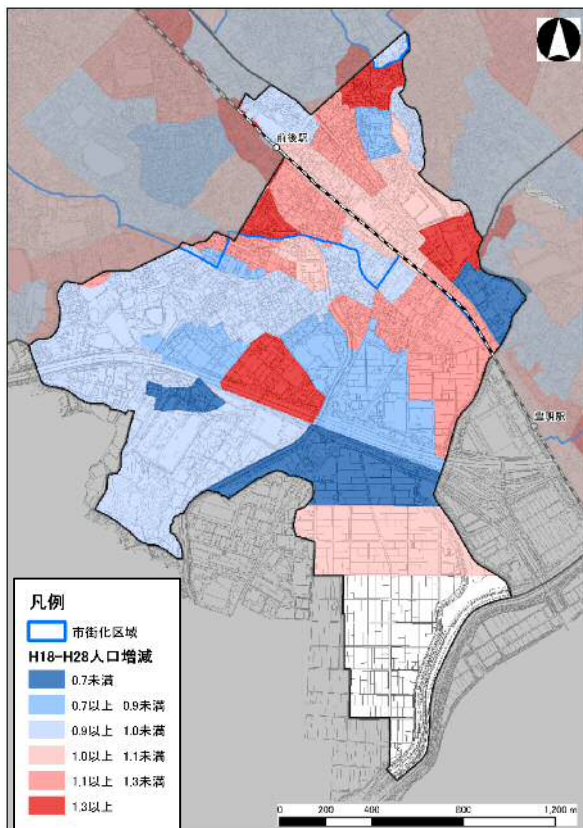 前後駅
豊明駅
凡例
市街化区域
H18-H28人口増減
0.7未満
0.7以上 0.9未満
0.9以上 1.0未満
1.0以上 1.1未満
1.1以上 1.3未満
1.3以上
0 200 400 800 1,200 m